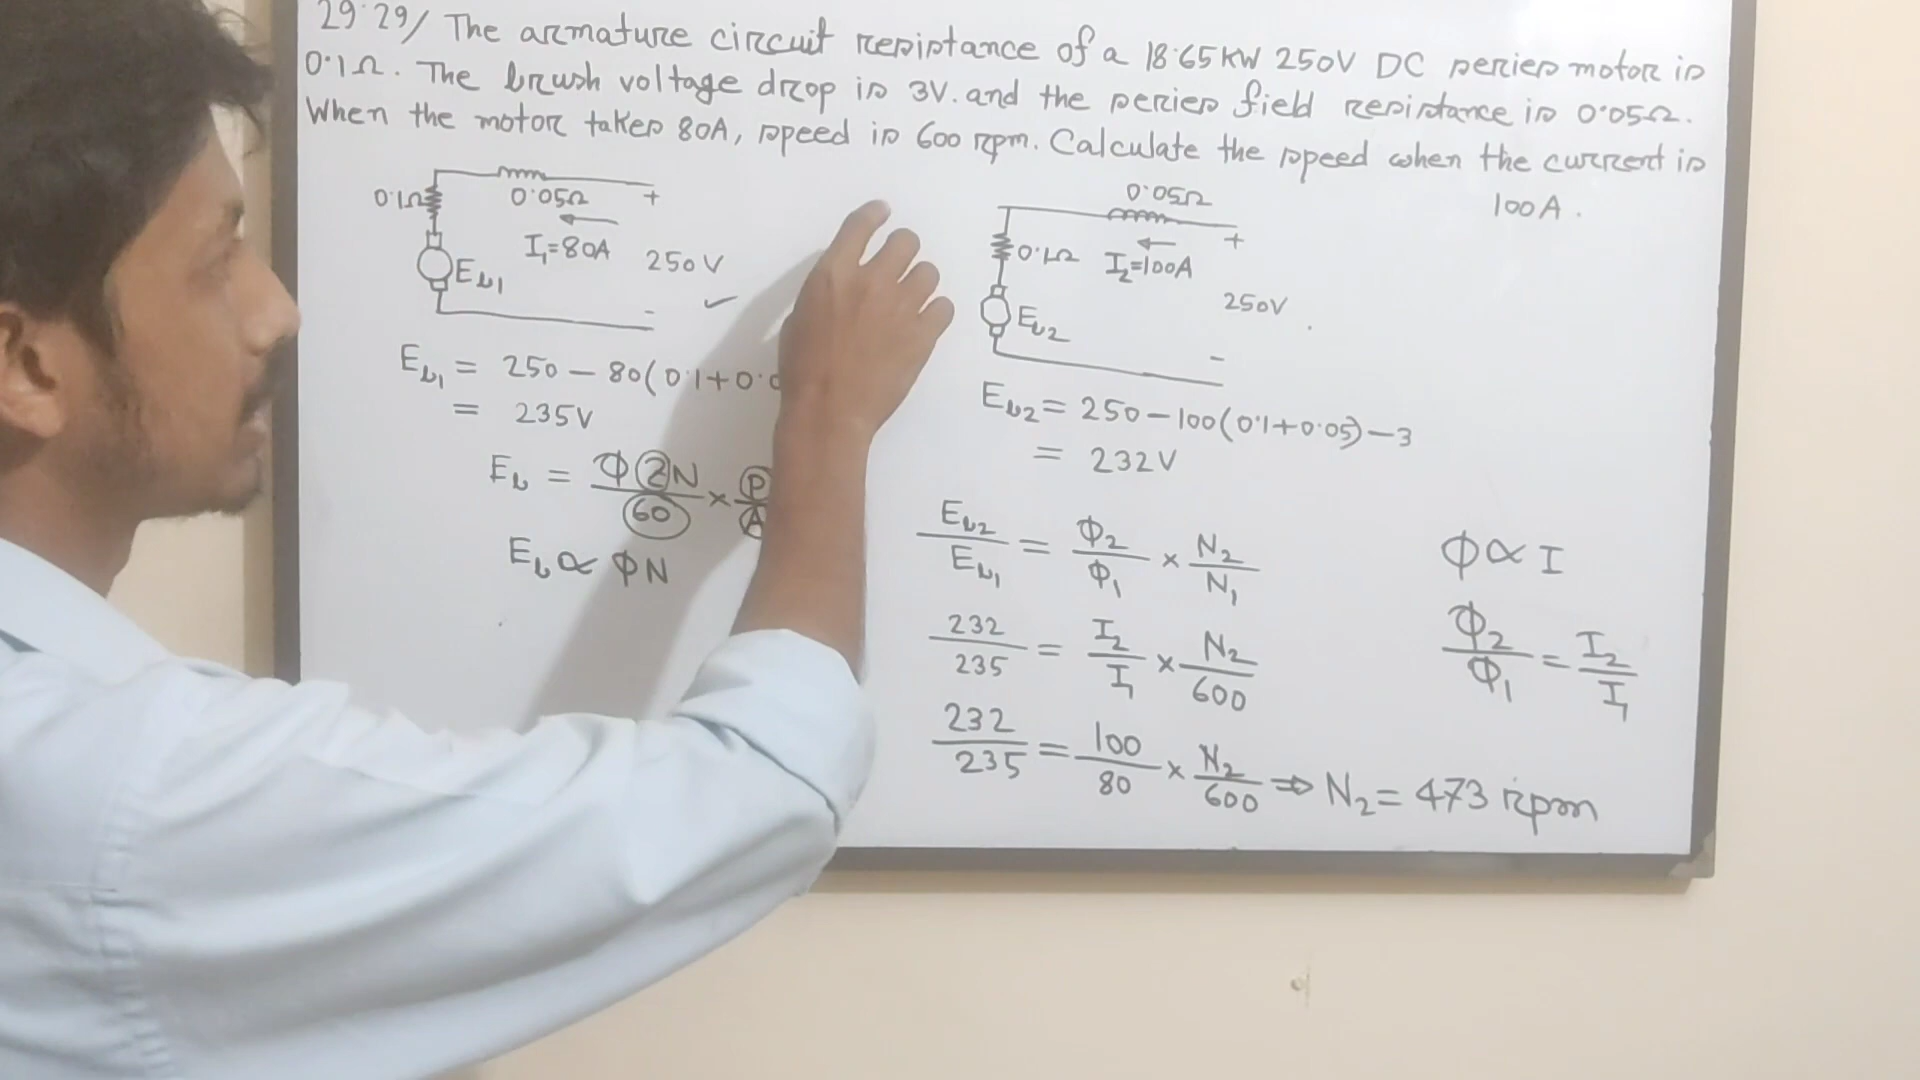 29.29/ The armature circuit resistance of a 18.65KW 250V DC series motor is
0.1Ω. The brush voltage drop is 3V. and the series field resistance is 0.05Ω.
When the motor takes 80A, speed is 600 rpm. Calculate the speed when the current is
100A.
0.1Ω
0.05Ω
+
I₁=80A
250V
Eb1
-
✓
Eb1 = 250 - 80(0.1+0.0
= 235V
Eb = ΦZN/60 × P/A
Eb ∝ ΦN
0.05Ω
+
0.1Ω
I₂=100A
250V
Eb2
-
Eb2 = 250-100(0.1+0.05)-3
= 232V
Eb2/Eb1 = Φ2/Φ1 × N2/N1
232/235 = I2/I1 × N2/600
232/235 = 100/80 × N2/600 ⇒ N2 = 473 rpm
Φ ∝ I
Φ2/Φ1 = I2/I1